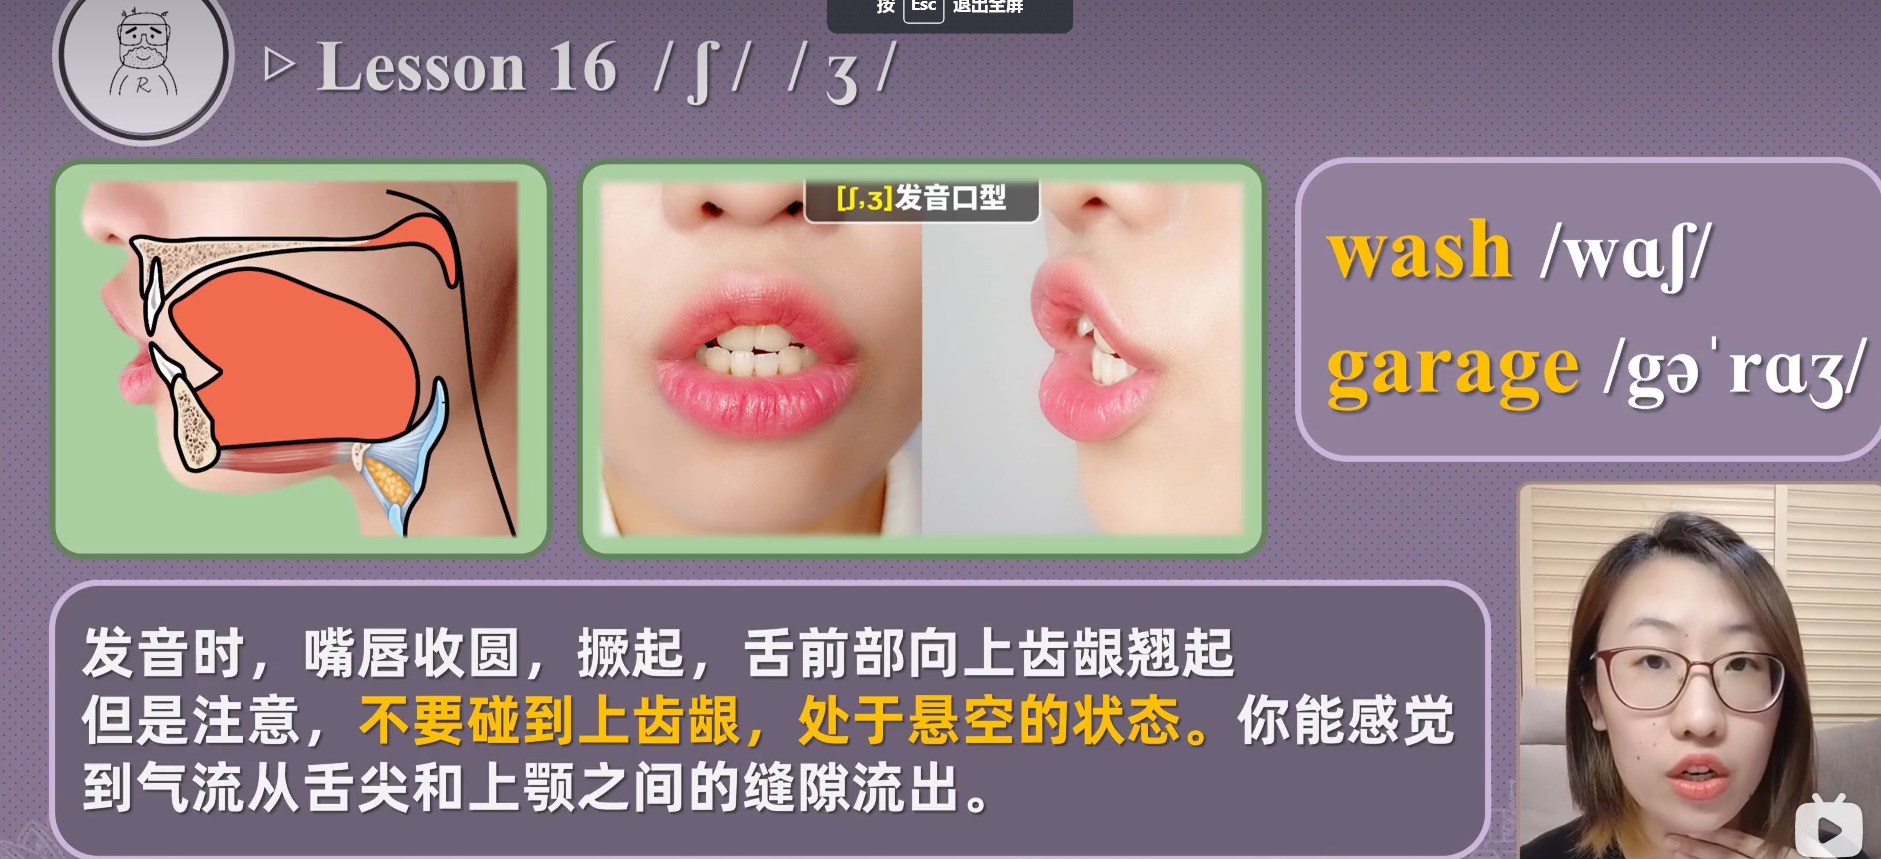 按 Esc 退出全屏
R
Lesson 16 /ʃ/ /ʒ/
[ʃ,ʒ]发音口型
wash /wɑʃ/
garage /gəˈrɑʒ/
发音时，嘴唇收圆，撅起，舌前部向上齿龈翘起
但是注意，不要碰到上齿龈，处于悬空的状态。你能感觉
到气流从舌尖和上颚之间的缝隙流出。